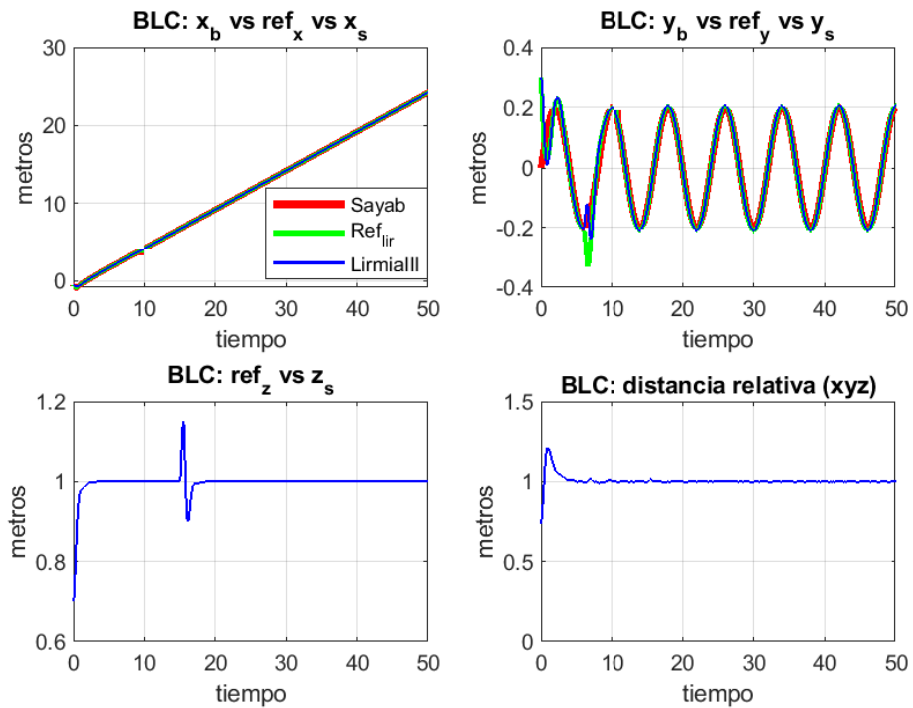 BLC: x_b vs ref_x vs x_s
30
20
10
0
metros
0 10 20 30 40 50
tiempo
Sayab
Ref_lir
LirmiaIII
BLC: y_b vs ref_y vs y_s
0.4
0.2
0
-0.2
-0.4
metros
0 10 20 30 40 50
tiempo
BLC: ref_z vs z_s
1.2
1
0.8
0.6
metros
0 10 20 30 40 50
tiempo
BLC: distancia relativa (xyz)
1.5
1
0.5
0
metros
0 10 20 30 40 50
tiempo